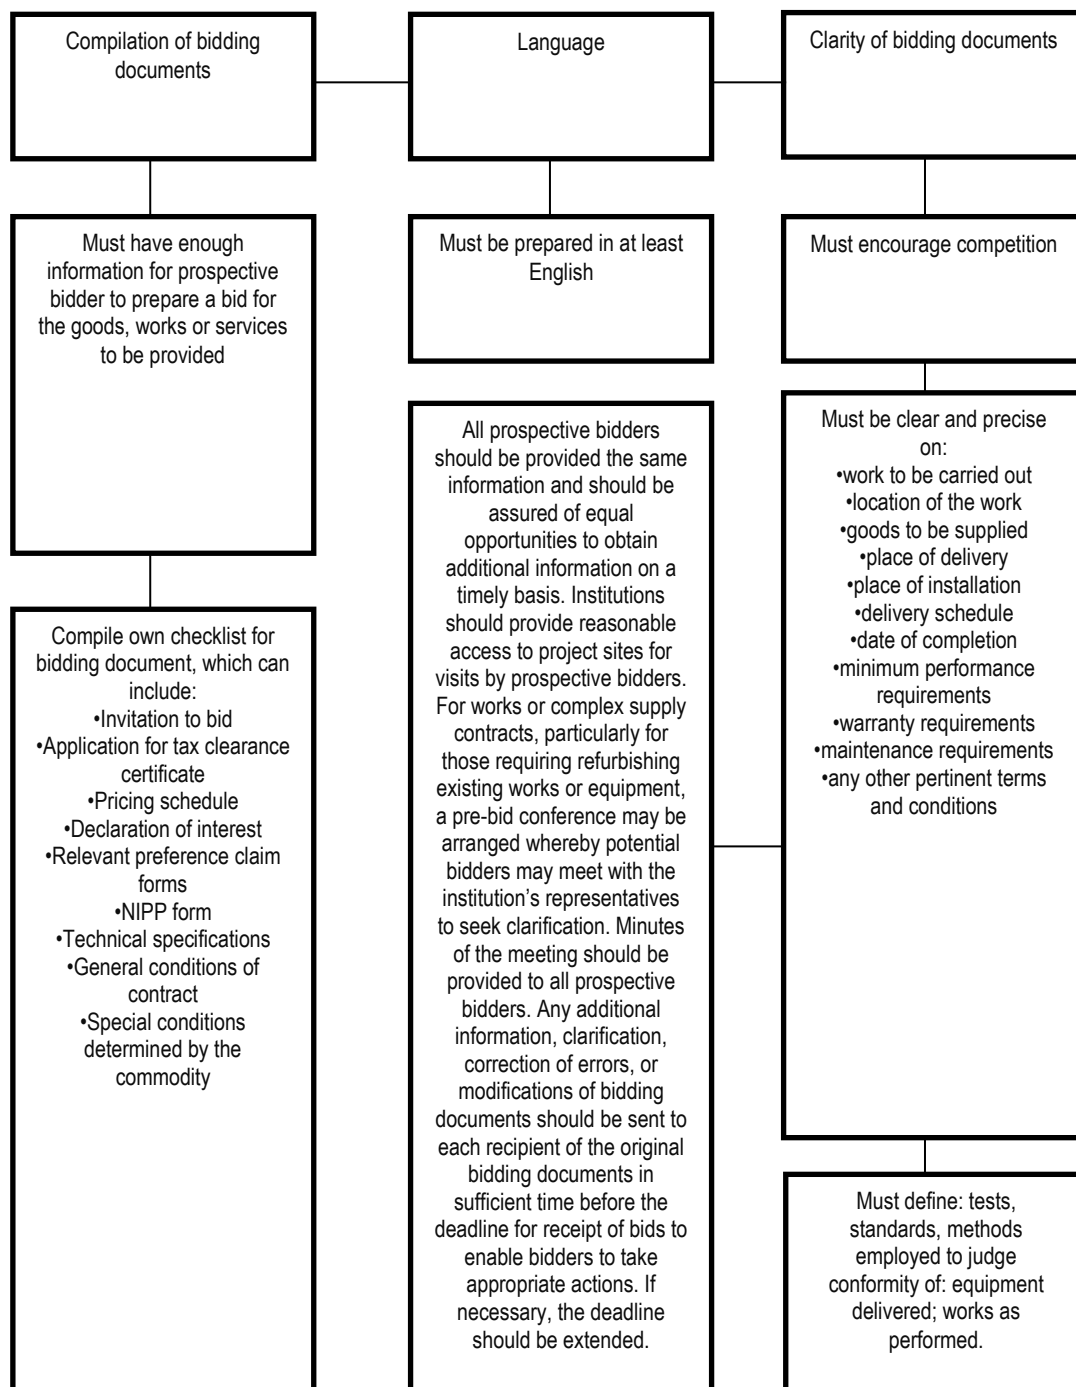 Compilation of bidding
documents
Language
Clarity of bidding documents
Must have enough
information for prospective
bidder to prepare a bid for
the goods, works or services
to be provided
Must be prepared in at least
English
Must encourage competition
Compile own checklist for
bidding document, which can
include:
•Invitation to bid
•Application for tax clearance
certificate
•Pricing schedule
•Declaration of interest
•Relevant preference claim
forms
•NIPP form
•Technical specifications
•General conditions of
contract
•Special conditions
determined by the
commodity
All prospective bidders
should be provided the same
information and should be
assured of equal
opportunities to obtain
additional information on a
timely basis. Institutions
should provide reasonable
access to project sites for
visits by prospective bidders.
For works or complex supply
contracts, particularly for
those requiring refurbishing
existing works or equipment,
a pre-bid conference may be
arranged whereby potential
bidders may meet with the
institution’s representatives
to seek clarification. Minutes
of the meeting should be
provided to all prospective
bidders. Any additional
information, clarification,
correction of errors, or
modifications of bidding
documents should be sent to
each recipient of the original
bidding documents in
sufficient time before the
deadline for receipt of bids to
enable bidders to take
appropriate actions. If
necessary, the deadline
should be extended.
Must be clear and precise
on:
•work to be carried out
•location of the work
•goods to be supplied
•place of delivery
•place of installation
•delivery schedule
•date of completion
•minimum performance
requirements
•warranty requirements
•maintenance requirements
•any other pertinent terms
and conditions
Must define: tests,
standards, methods
employed to judge
conformity of: equipment
delivered; works as
performed.